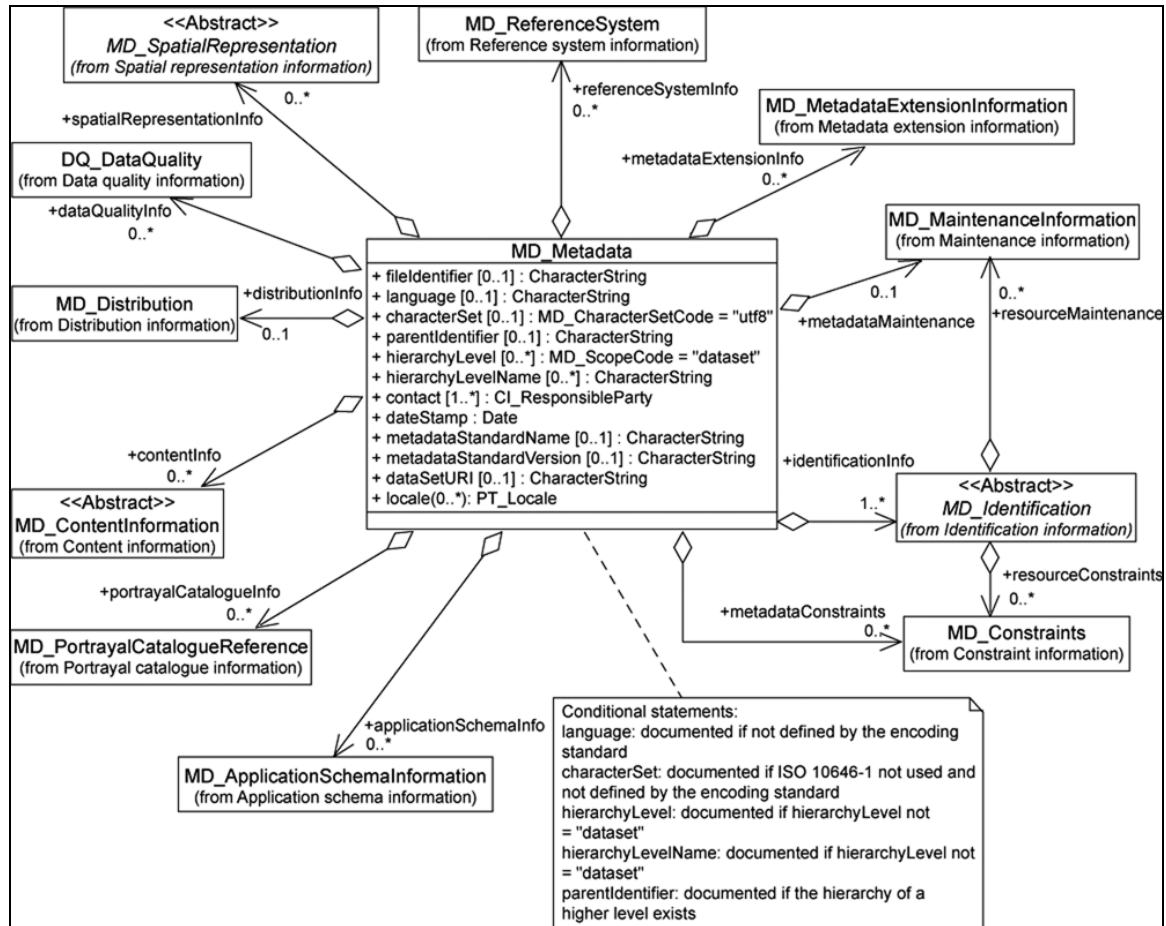 <<Abstract>>
MD_SpatialRepresentation
(from Spatial representation information)
0..*
+spatialRepresentationInfo
MD_ReferenceSystem
(from Reference system information)
+referenceSystemInfo
0..*
MD_MetadataExtensionInformation
(from Metadata extension information)
+metadataExtensionInfo
0..*
DQ_DataQuality
(from Data quality information)
+dataQualityInfo
0..*
MD_MaintenanceInformation
(from Maintenance information)
0..1
+metadataMaintenance
0..*
+resourceMaintenance
MD_Distribution
(from Distribution information)
+distributionInfo
0..1
MD_Metadata
+ fileIdentifier [0..1] : CharacterString
+ language [0..1] : CharacterString
+ characterSet [0..1] : MD_CharacterSetCode = "utf8"
+ parentIdentifier [0..1] : CharacterString
+ hierarchyLevel [0..*] : MD_ScopeCode = "dataset"
+ hierarchyLevelName [0..*] : CharacterString
+ contact [1..*] : CI_ResponsibleParty
+ dateStamp : Date
+ metadataStandardName [0..1] : CharacterString
+ metadataStandardVersion [0..1] : CharacterString
+ dataSetURI [0..1] : CharacterString
+ locale(0..*): PT_Locale
+contentInfo
0..*
<<Abstract>>
MD_ContentInformation
(from Content information)
+identificationInfo
1..*
<<Abstract>>
MD_Identification
(from Identification information)
+resourceConstraints
0..*
+metadataConstraints
0..*
MD_Constraints
(from Constraint information)
+portrayalCatalogueInfo
0..*
MD_PortrayalCatalogueReference
(from Portrayal catalogue information)
+applicationSchemaInfo
0..*
MD_ApplicationSchemaInformation
(from Application schema information)
Conditional statements:
language: documented if not defined by the encoding
standard
characterSet: documented if ISO 10646-1 not used and
not defined by the encoding standard
hierarchyLevel: documented if hierarchyLevel not
= "dataset"
hierarchyLevelName: documented if hierarchyLevel not
= "dataset"
parentIdentifier: documented if the hierarchy of a
higher level exists